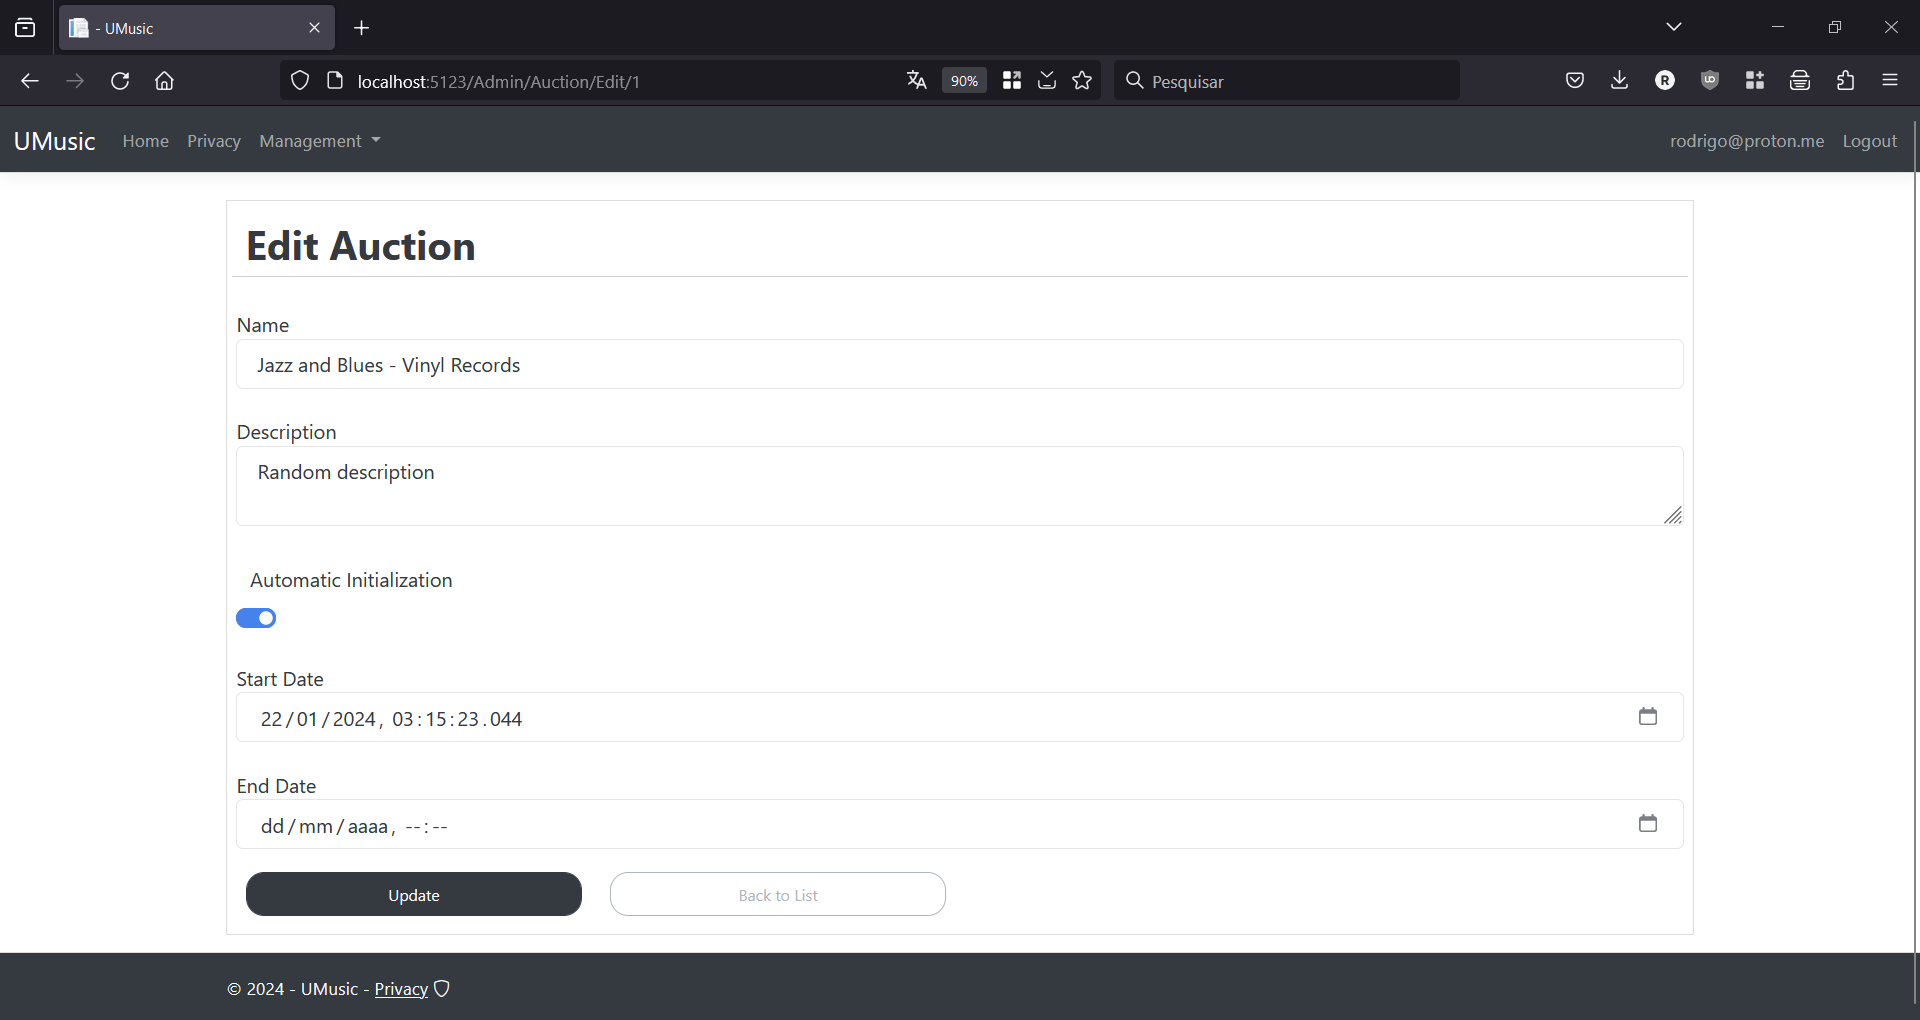 - UMusic
localhost:5123/Admin/Auction/Edit/1
90%
Pesquisar
UMusic
Home
Privacy
Management
rodrigo@proton.me
Logout
Edit Auction
Name
Jazz and Blues - Vinyl Records
Description
Random description
Automatic Initialization
Start Date
22/01/2024, 03:15:23.044
End Date
dd/mm/aaaa, --:--
Update
Back to List
© 2024 - UMusic - Privacy